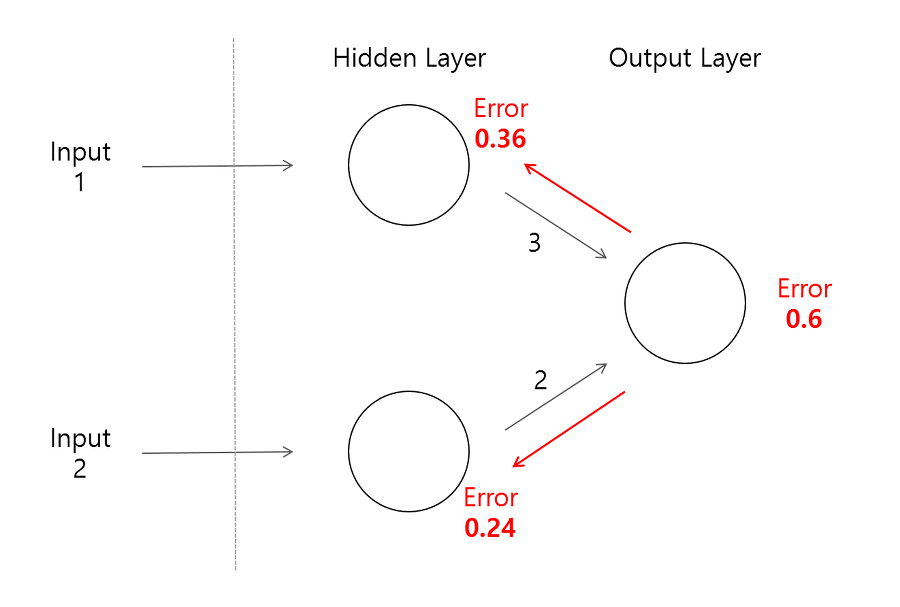 Hidden Layer
Output Layer
Error
0.36
Input
1
3
Error
0.6
2
Input
2
Error
0.24